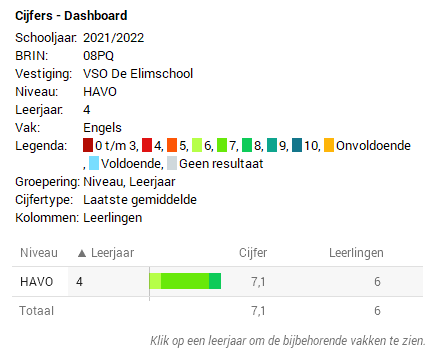 Cijfers - Dashboard
Schooljaar: 2021/2022
BRIN: 08PQ
Vestiging: VSO De Elimschool
Niveau: HAVO
Leerjaar: 4
Vak: Engels
Legenda: 0 t/m 3, 4, 5, 6, 7, 8, 9, 10, Onvoldoende
, Voldoende, Geen resultaat
Groepering: Niveau, Leerjaar
Cijfertype: Laatste gemiddelde
Kolommen: Leerlingen
Niveau ▲ Leerjaar Cijfer Leerlingen
HAVO 4 7,1 6
Totaal 7,1 6
Klik op een leerjaar om de bijbehorende vakken te zien.